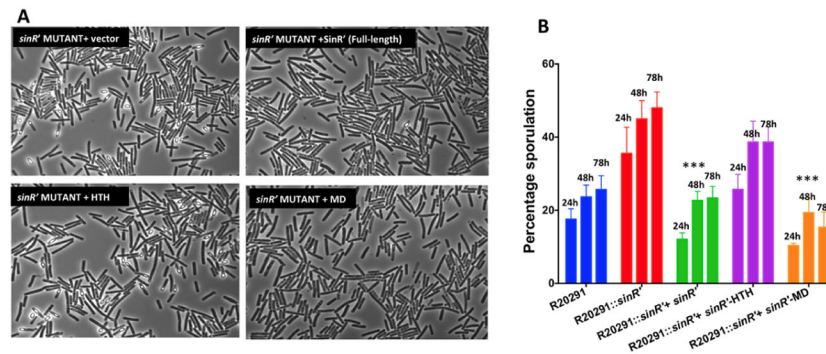 A
sinR' MUTANT+ vector
sinR' MUTANT +SinR' (Full-length)
sinR' MUTANT + HTH
sinR' MUTANT + MD
B
Percentage sporulation
60
40
20
0
24h
48h
78h
24h
48h
78h
***
24h
48h
78h
24h
48h
78h
***
24h
48h
78
R20291
R20291::sinR'
R20291::sinR'+ sinR'
R20291::sinR'+ sinR'-HTH
R20291::sinR'+ sinR'-MD